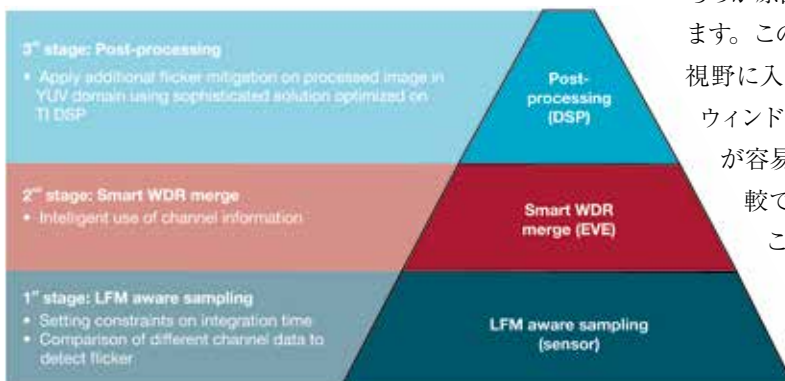 3rd stage: Post-processing
• Apply additional flicker mitigation on processed image in
YUV domain using sophisticated solution optimized on
TI DSP
Post-
processing
(DSP)
2nd stage: Smart WDR merge
• Intelligent use of channel information
Smart WDR
merge (EVE)
1st stage: LFM aware sampling
• Setting constraints on integration time
• Comparison of different channel data to
detect flicker
LFM aware sampling
(sensor)
ます。この
視野に入
ウィンド
が容易
較で
こ